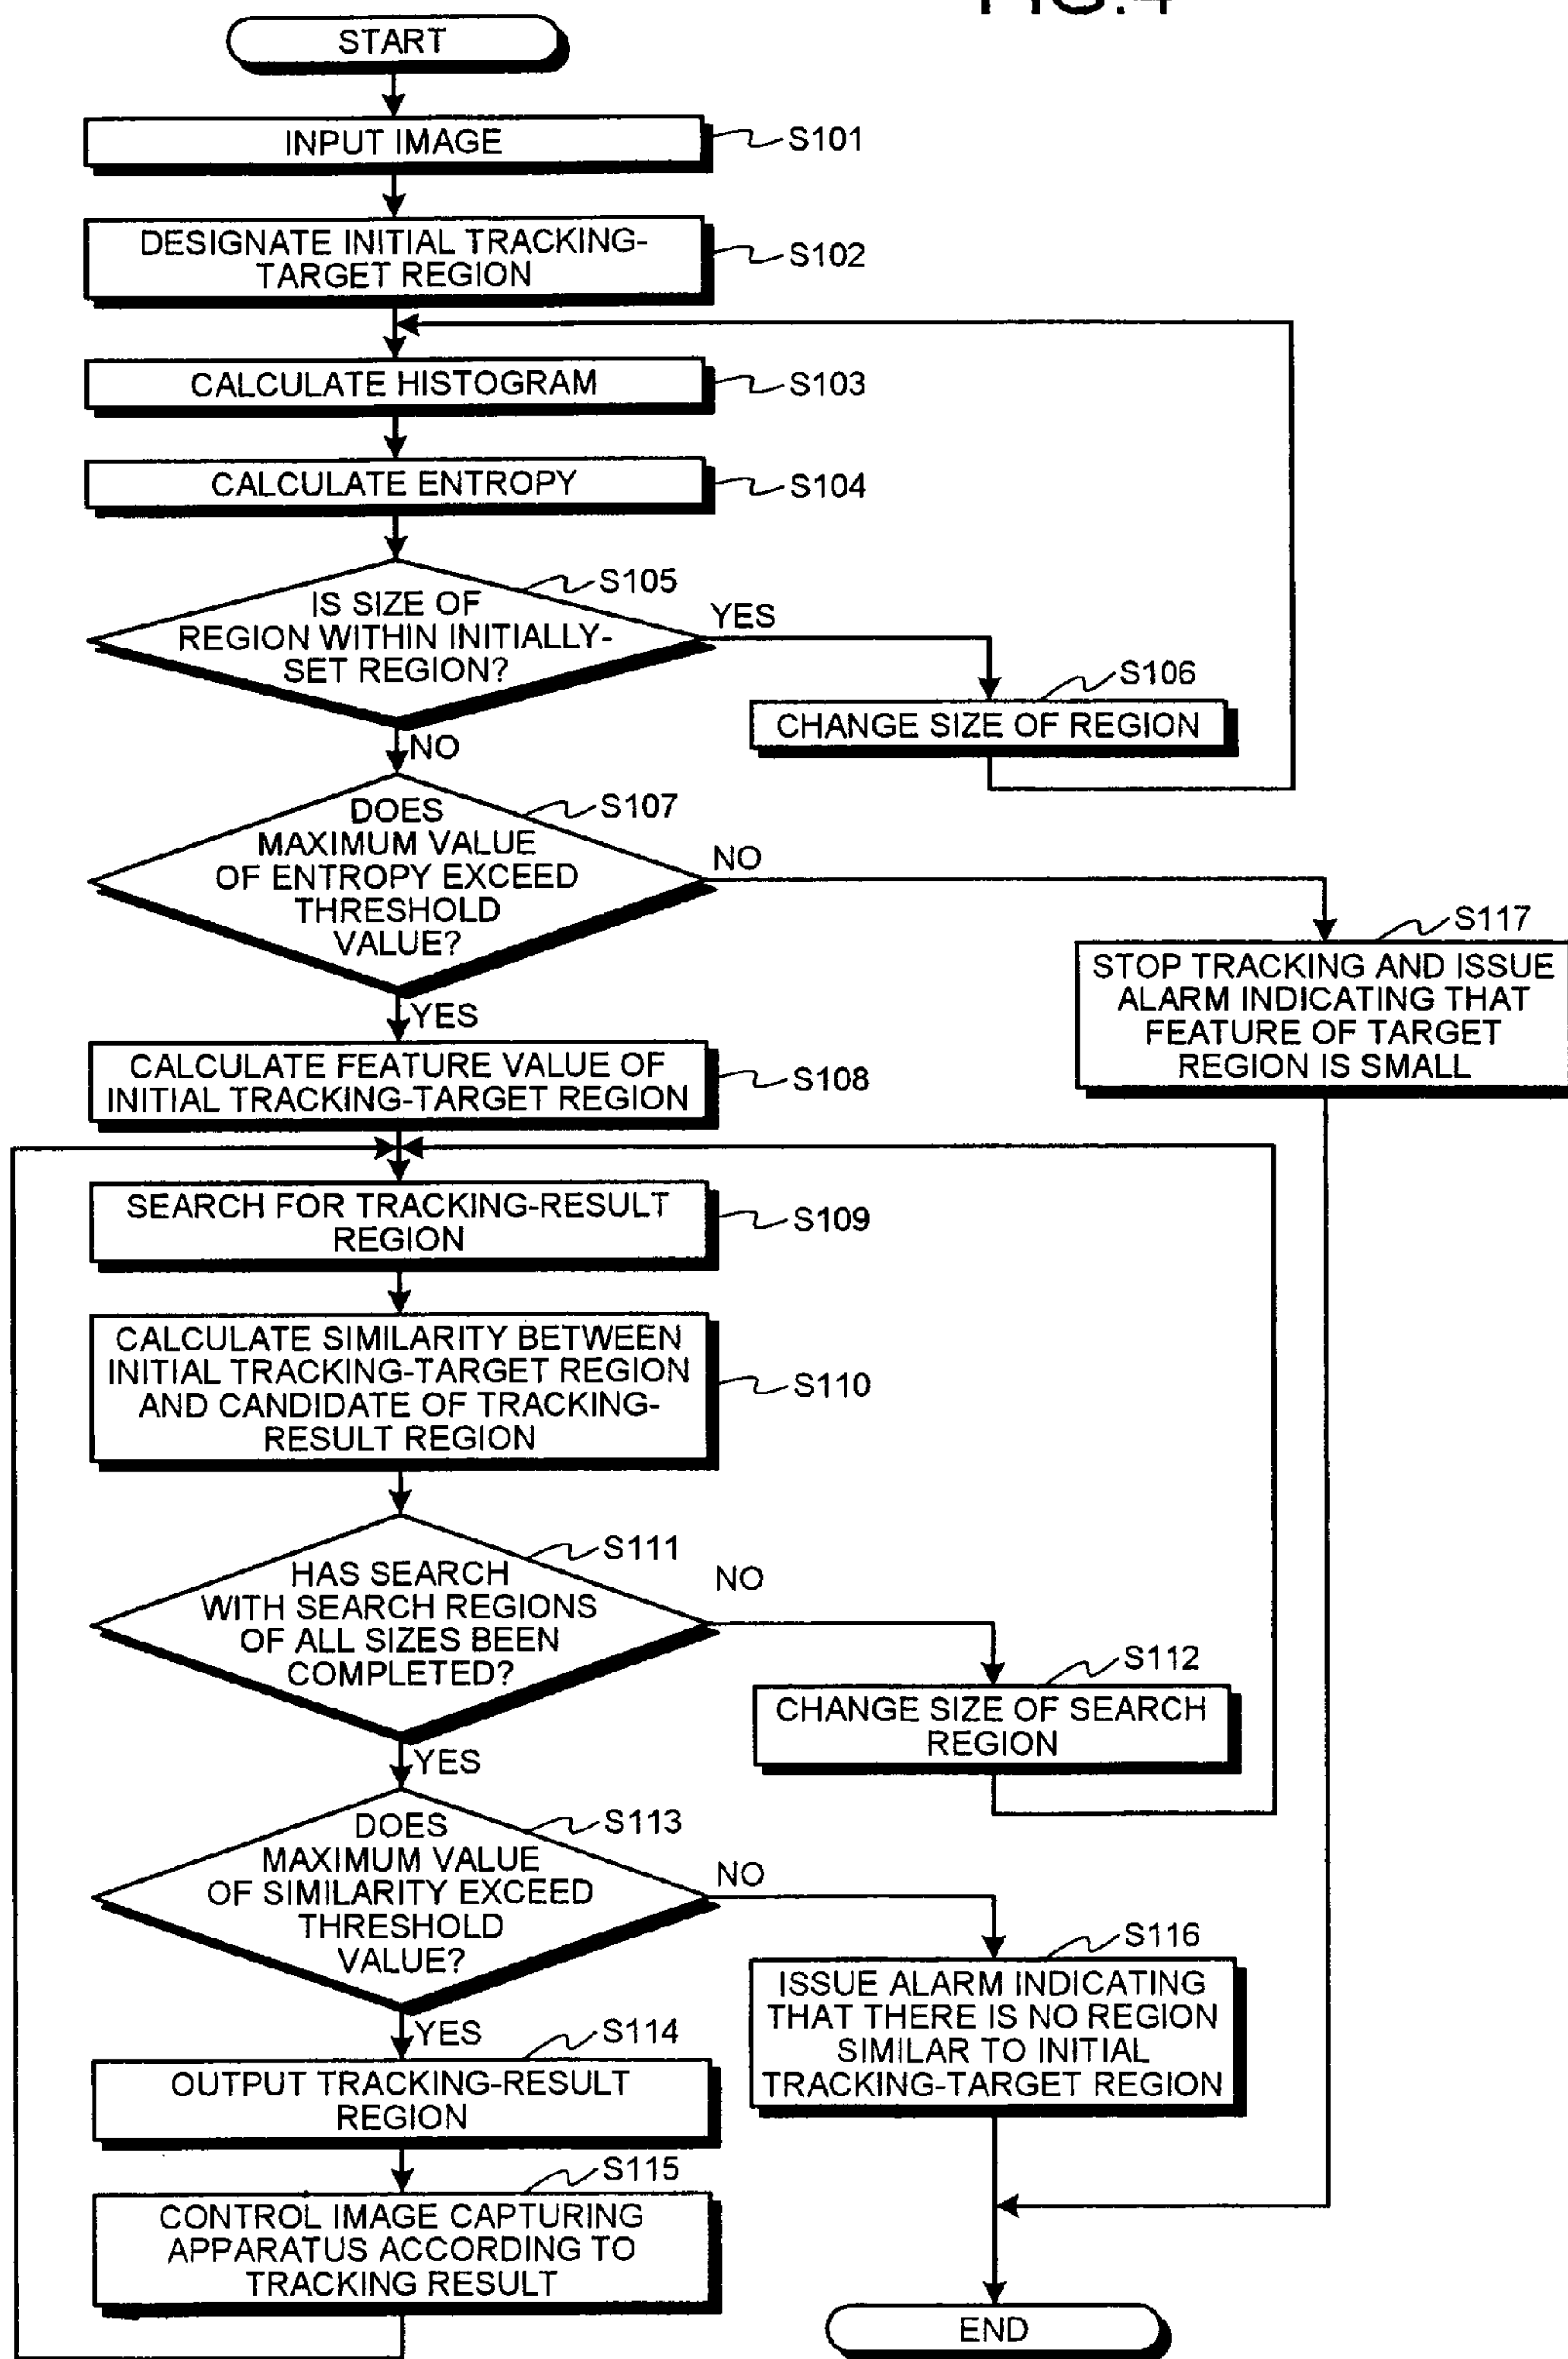 FIG.4
START
INPUT IMAGE
S101
DESIGNATE INITIAL TRACKING-
TARGET REGION
S102
CALCULATE HISTOGRAM
S103
CALCULATE ENTROPY
S104
S105
IS SIZE OF
REGION WITHIN INITIALLY-
SET REGION?
YES
S106
CHANGE SIZE OF REGION
NO
S107
DOES
MAXIMUM VALUE
OF ENTROPY EXCEED
THRESHOLD
VALUE?
NO
S117
STOP TRACKING AND ISSUE
ALARM INDICATING THAT
FEATURE OF TARGET
REGION IS SMALL
YES
CALCULATE FEATURE VALUE OF
INITIAL TRACKING-TARGET REGION
S108
SEARCH FOR TRACKING-RESULT
REGION
S109
CALCULATE SIMILARITY BETWEEN
INITIAL TRACKING-TARGET REGION
AND CANDIDATE OF TRACKING-
RESULT REGION
S110
S111
HAS SEARCH
WITH SEARCH REGIONS
OF ALL SIZES BEEN
COMPLETED?
NO
S112
CHANGE SIZE OF SEARCH
REGION
YES
S113
DOES
MAXIMUM VALUE
OF SIMILARITY EXCEED
THRESHOLD
VALUE?
NO
S116
ISSUE ALARM INDICATING
THAT THERE IS NO REGION
SIMILAR TO INITIAL
TRACKING-TARGET REGION
YES
S114
OUTPUT TRACKING-RESULT
REGION
S115
CONTROL IMAGE CAPTURING
APPARATUS ACCORDING TO
TRACKING RESULT
END